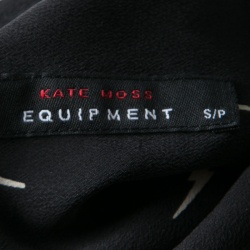 KATE MOSS
EQUIPMENT S/P